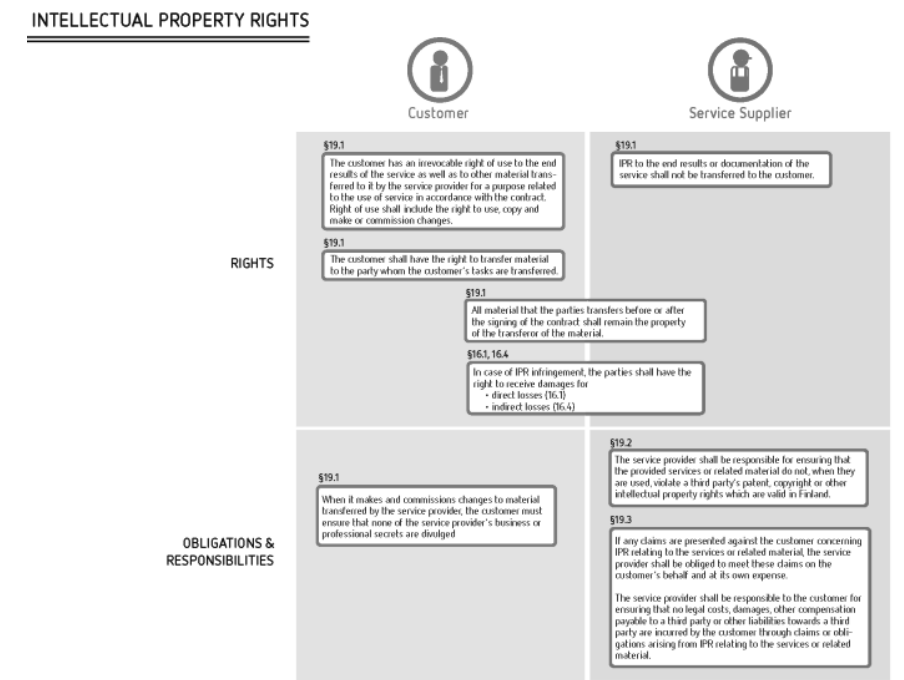 INTELLECTUAL PROPERTY RIGHTS
Customer
Service Supplier
RIGHTS
§19.1
The customer has an irrevocable right of use to the end
results of the service as well as to other material trans-
ferred to it by the service provider for a purpose related
to the use of service in accordance with the contract.
Right of use shall include the right to use, copy and
make or commission changes.
§19.1
The customer shall have the right to transfer material
to the party whom the customer's tasks are transferred.
§19.1
IPR to the end results or documentation of the
service shall not be transferred to the customer.
§19.1
All material that the parties transfers before or after
the signing of the contract shall remain the property
of the transferor of the material.
§16.1, 16.4
In case of IPR infringement, the parties shall have the
right to receive damages for
• direct losses (16.1)
• indirect losses (16.4)
OBLIGATIONS &
RESPONSIBILITIES
§19.1
When it makes and commissions changes to material
transferred by the service provider, the customer must
ensure that none of the service provider's business or
professional secrets are divulged
§19.2
The service provider shall be responsible for ensuring that
the provided services or related material do not, when they
are used, violate a third party's patent, copyright or other
intellectual property rights which are valid in Finland.
§19.3
If any claims are presented against the customer concerning
IPR relating to the services or related material, the service
provider shall be obliged to meet these claims on the
customer's behalf and at its own expense.
The service provider shall be responsible to the customer for
ensuring that no legal costs, damages, other compensation
payable to a third party or other liabilities towards a third
party are incurred by the customer through claims or obli-
gations arising from IPR relating to the services or related
material.